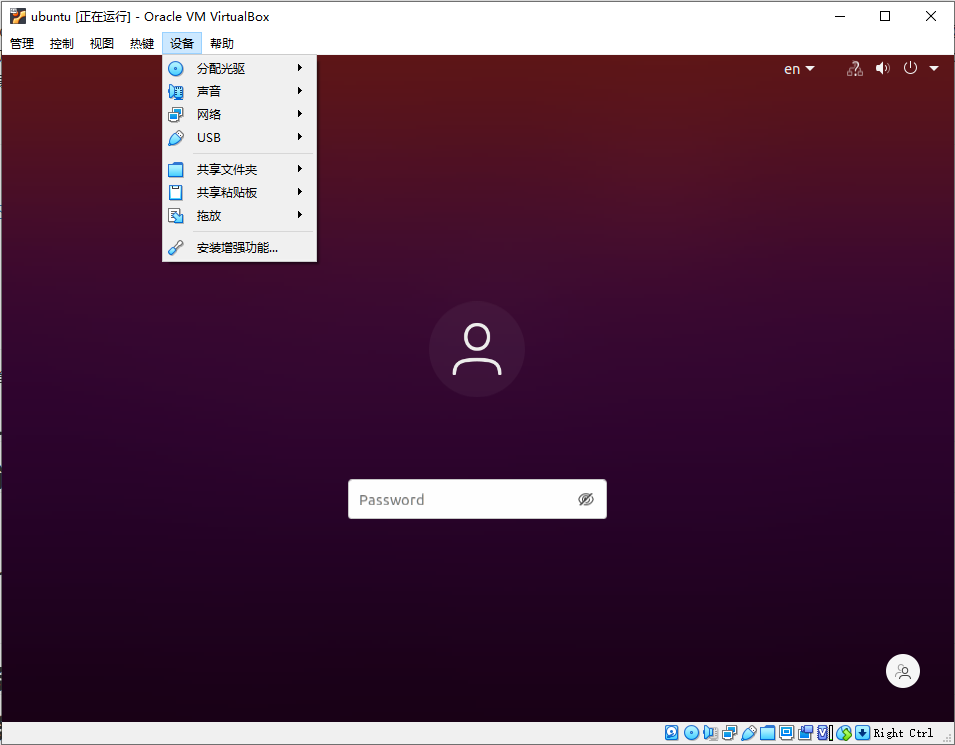 ubuntu [正在运行] - Oracle VM VirtualBox
管理 控制 视图 热键 设备 帮助
en
分配光驱
声音
网络
USB
共享文件夹
共享粘贴板
拖放
安装增强功能...
Password
Right Ctrl